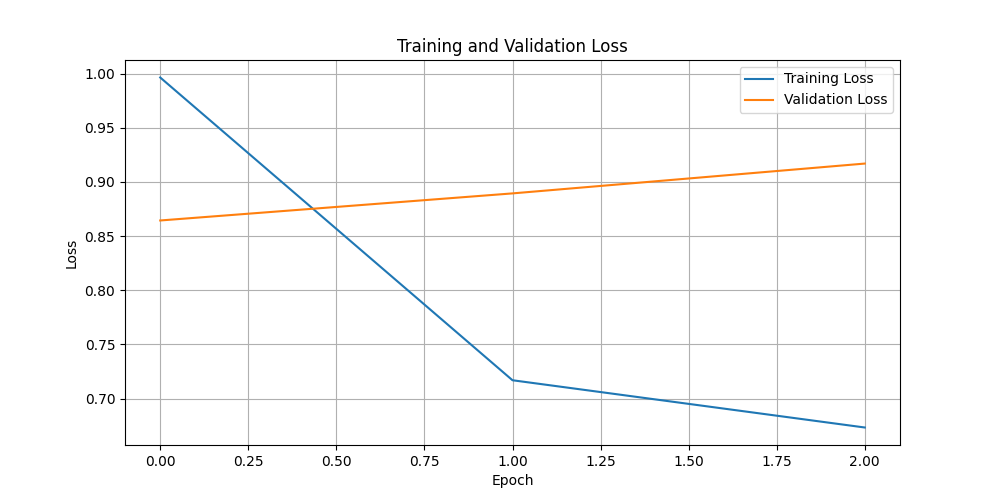 Training and Validation Loss
Training Loss
Validation Loss
1.00
0.95
0.90
0.85
0.80
0.75
0.70
Loss
0.00 0.25 0.50 0.75 1.00 1.25 1.50 1.75 2.00
Epoch